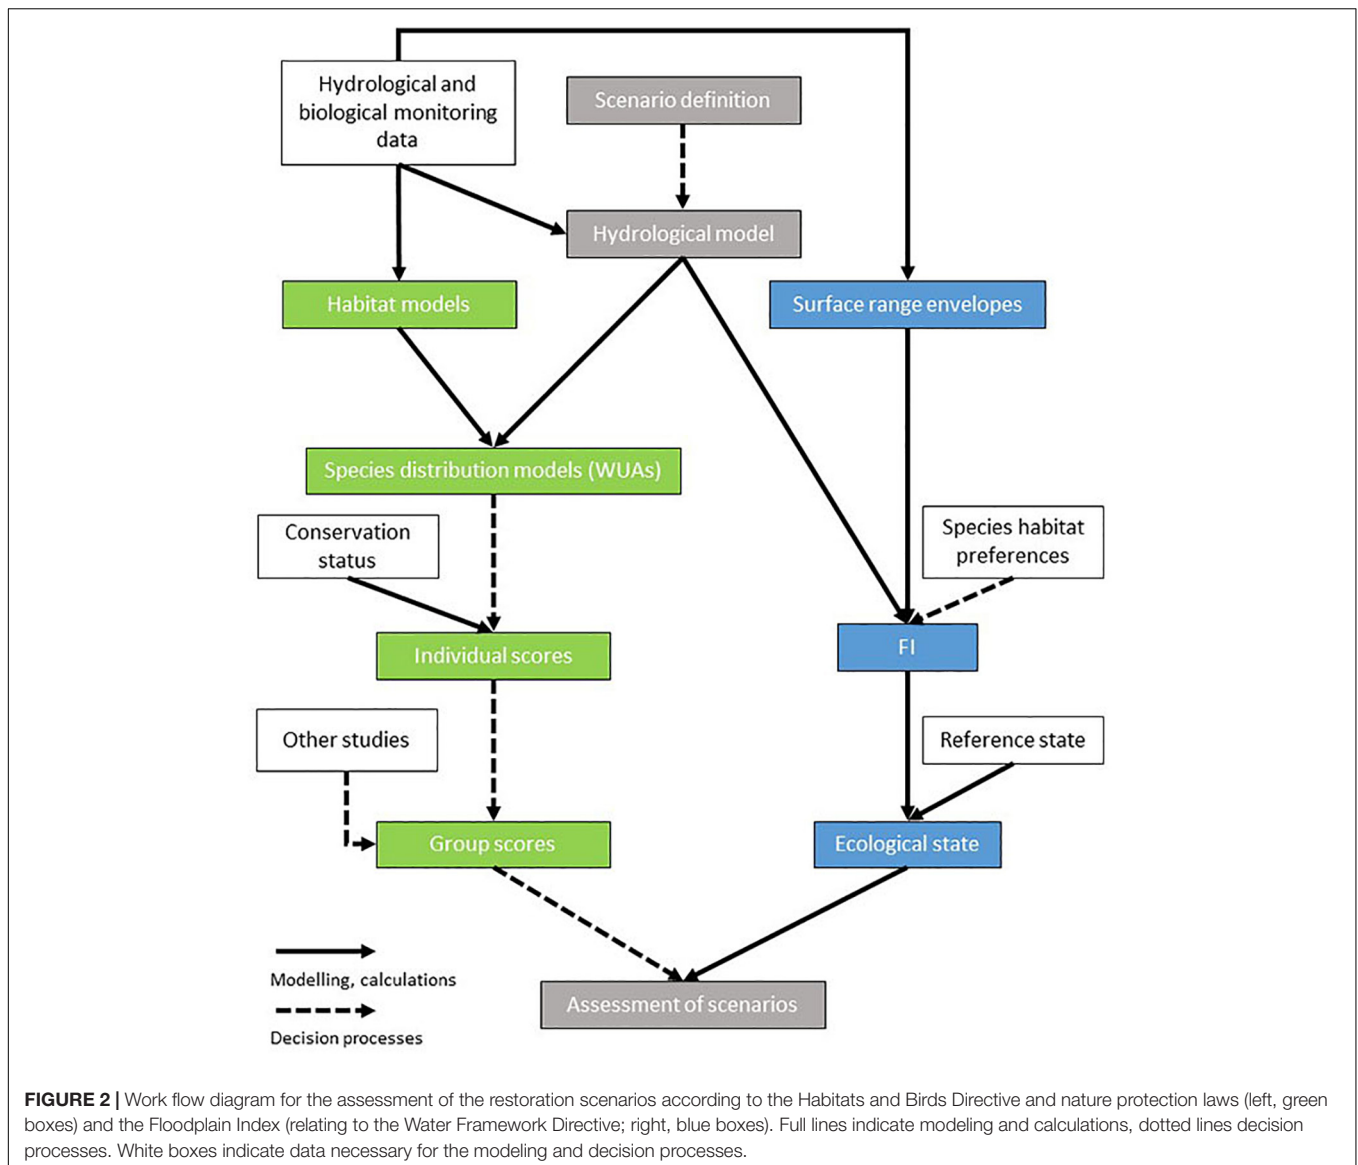 Hydrological and
biological monitoring
data
Scenario definition
Hydrological model
Habitat models
Surface range envelopes
Species distribution models (WUAs)
Conservation
status
Species habitat
preferences
Individual scores
FI
Other studies
Reference state
Group scores
Ecological state
Modelling, calculations
Assessment of scenarios
Decision processes
FIGURE 2 | Work flow diagram for the assessment of the restoration scenarios according to the Habitats and Birds Directive and nature protection laws (left, green
boxes) and the Floodplain Index (relating to the Water Framework Directive; right, blue boxes). Full lines indicate modeling and calculations, dotted lines decision
processes. White boxes indicate data necessary for the modeling and decision processes.